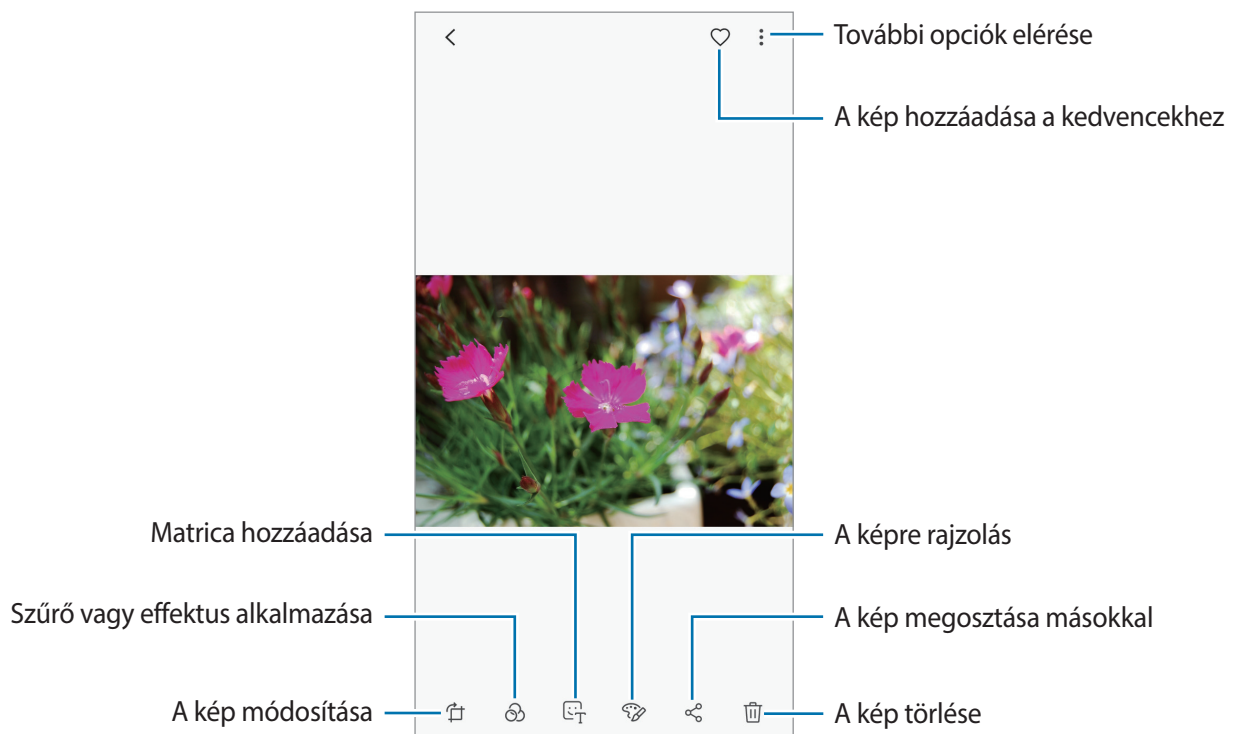 További opciók elérése
A kép hozzáadása a kedvencekhez
Matrica hozzáadása
A képre rajzolás
Szűrő vagy effektus alkalmazása
A kép megosztása másokkal
A kép módosítása
A kép törlése